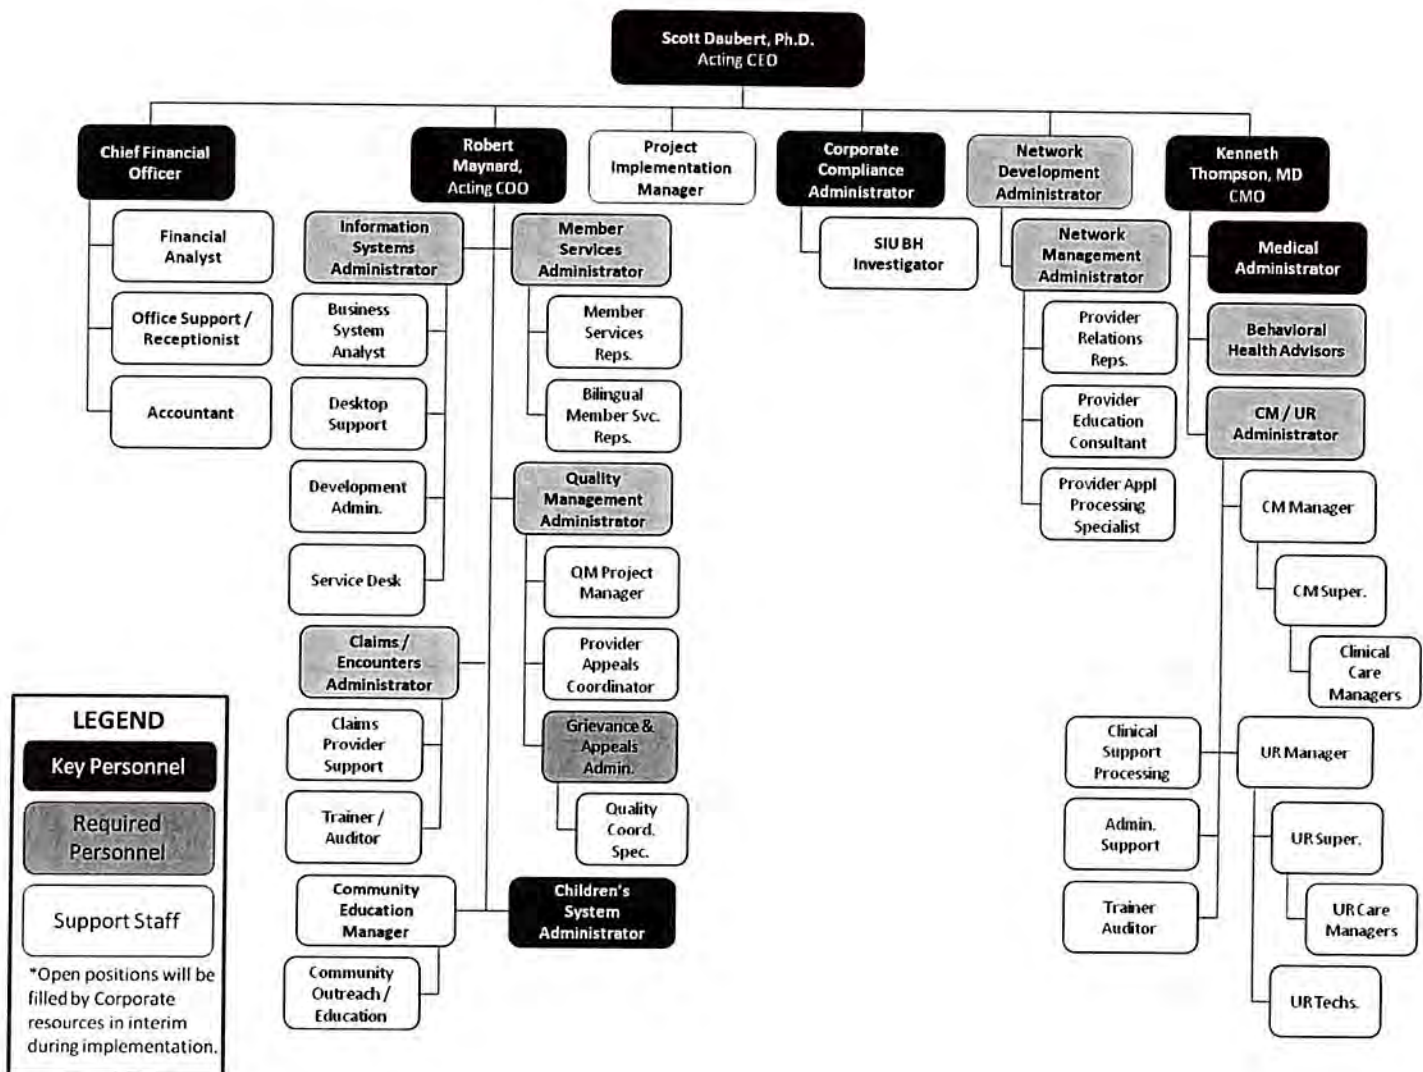 Scott Daubert, Ph.D.
Acting CEO
Chief Financial
Officer
Robert
Maynard,
Acting COO
Project
Implementation
Manager
Corporate
Compliance
Administrator
Network
Development
Administrator
Kenneth
Thompson, MD
CMO
Financial
Analyst
Office Support /
Receptionist
Accountant
Information
Systems
Administrator
Business
System
Analyst
Desktop
Support
Development
Admin.
Service Desk
Claims /
Encounters
Administrator
Claims
Provider
Support
Trainer /
Auditor
Community
Education
Manager
Community
Outreach /
Education
Member
Services
Administrator
Member
Services
Reps.
Bilingual
Member Svc.
Reps.
Quality
Management
Administrator
QM Project
Manager
Provider
Appeals
Coordinator
Grievance &
Appeals
Admin.
Quality
Coord.
Spec.
Children's
System
Administrator
SIU BH
Investigator
Network
Management
Administrator
Provider
Relations
Reps.
Provider
Education
Consultant
Provider Appl
Processing
Specialist
Medical
Administrator
Behavioral
Health Advisors
CM / UR
Administrator
CM Manager
CM Super.
Clinical
Care
Managers
Clinical
Support
Processing
Admin.
Support
Trainer
Auditor
UR Manager
UR Super.
UR Care
Managers
UR Techs.
LEGEND
Key Personnel
Required
Personnel
Support Staff
*Open positions will be
filled by Corporate
resources in interim
during implementation.